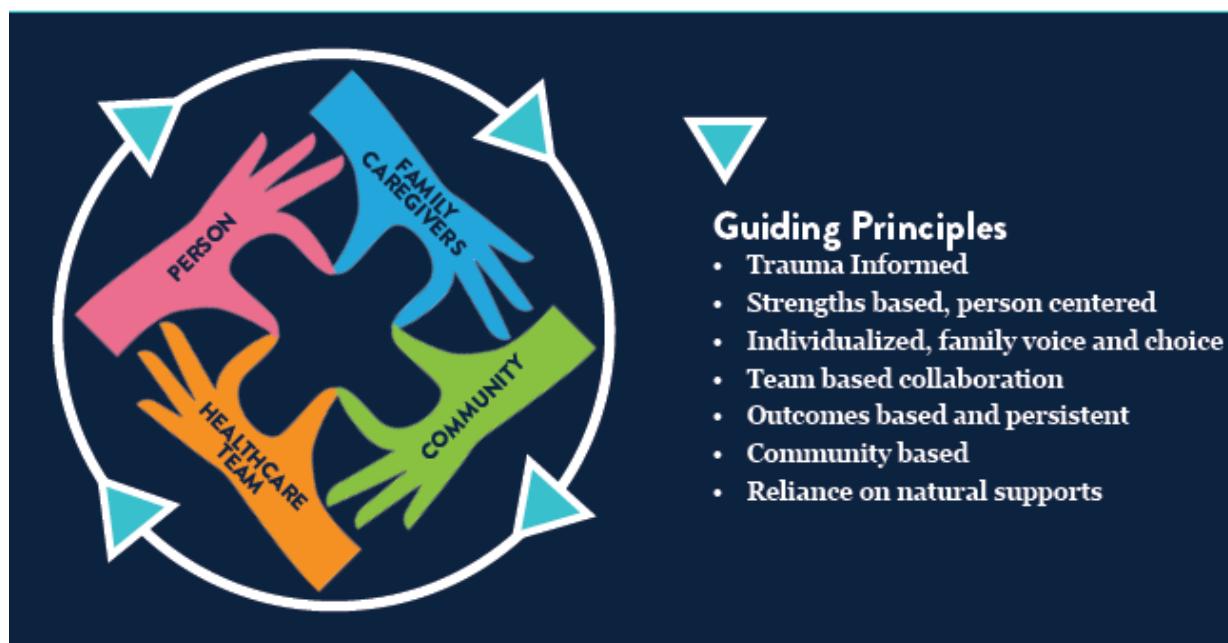 PERSON
FAMILY
CAREGIVERS
HEALTHCARE
TEAM
COMMUNITY
Guiding Principles
• Trauma Informed
• Strengths based, person centered
• Individualized, family voice and choice
• Team based collaboration
• Outcomes based and persistent
• Community based
• Reliance on natural supports